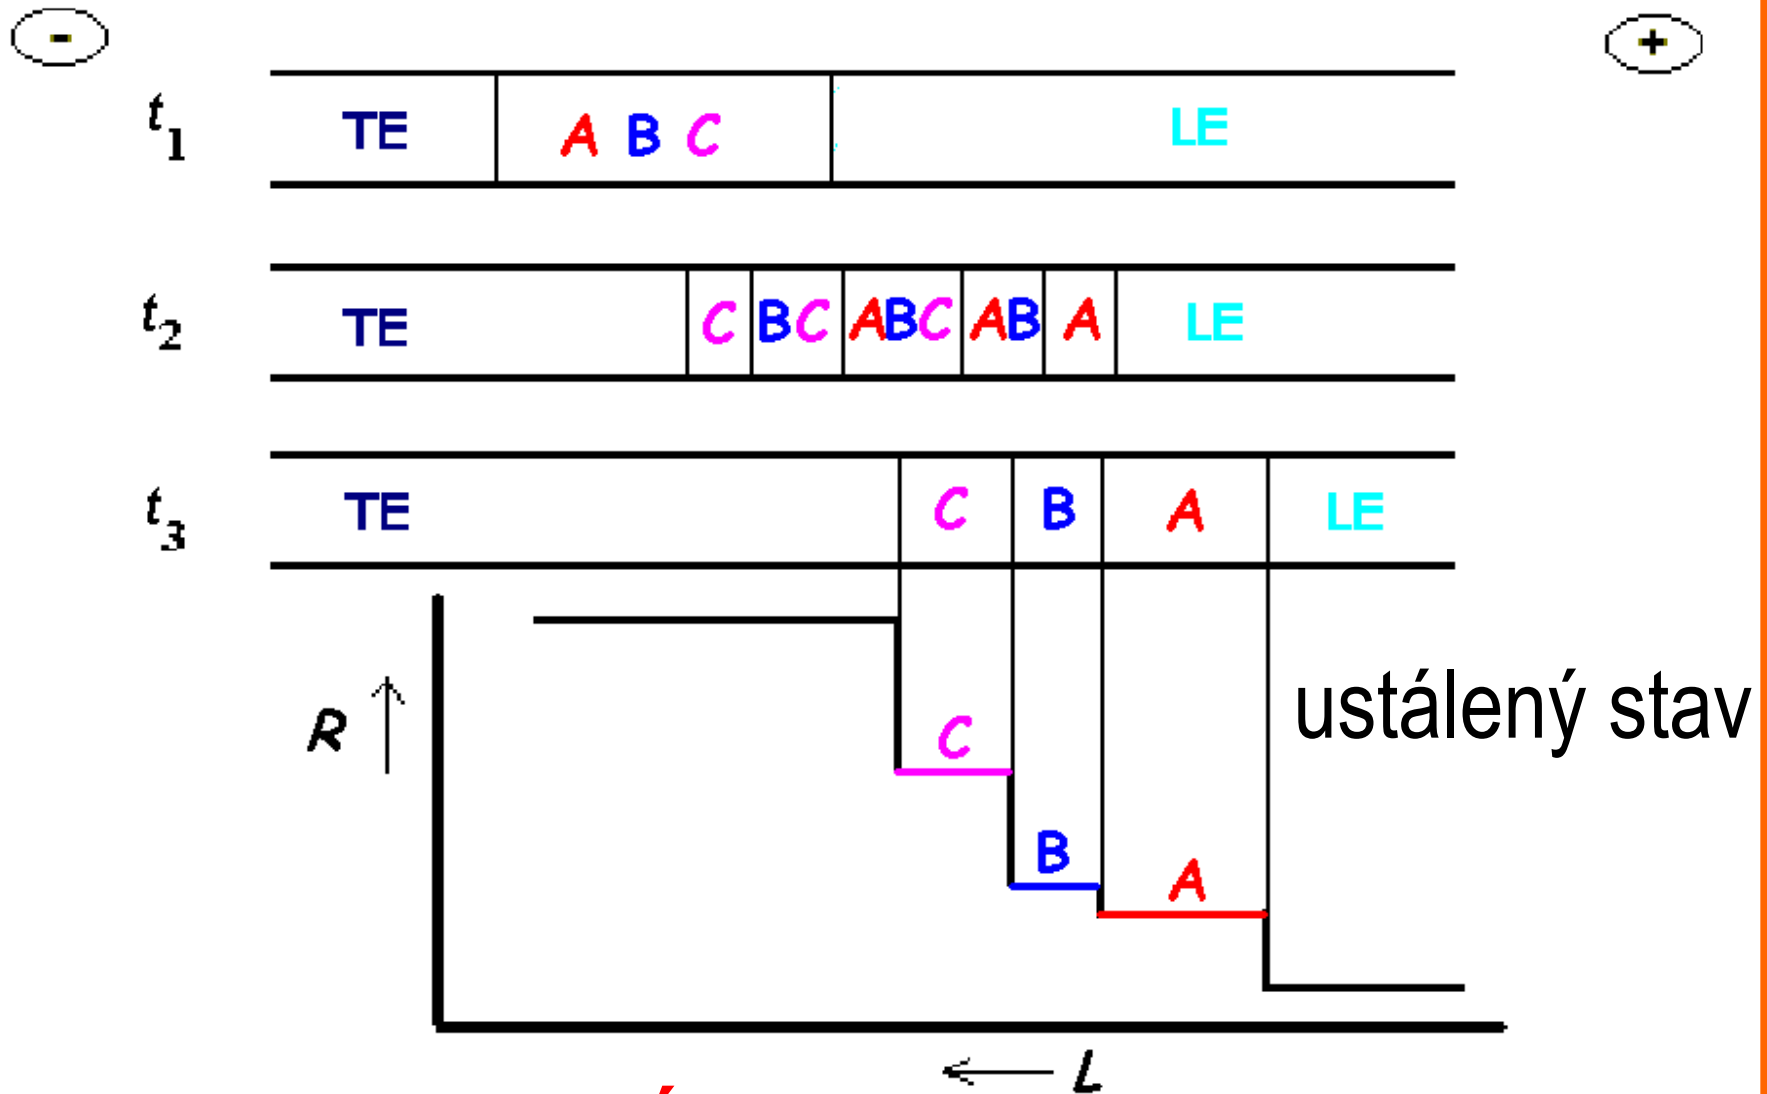 - +
t1 TE A B C LE
t2 TE C BC ABC AB A LE
t3 TE C B A LE
R C ustálený stav
B
A
L